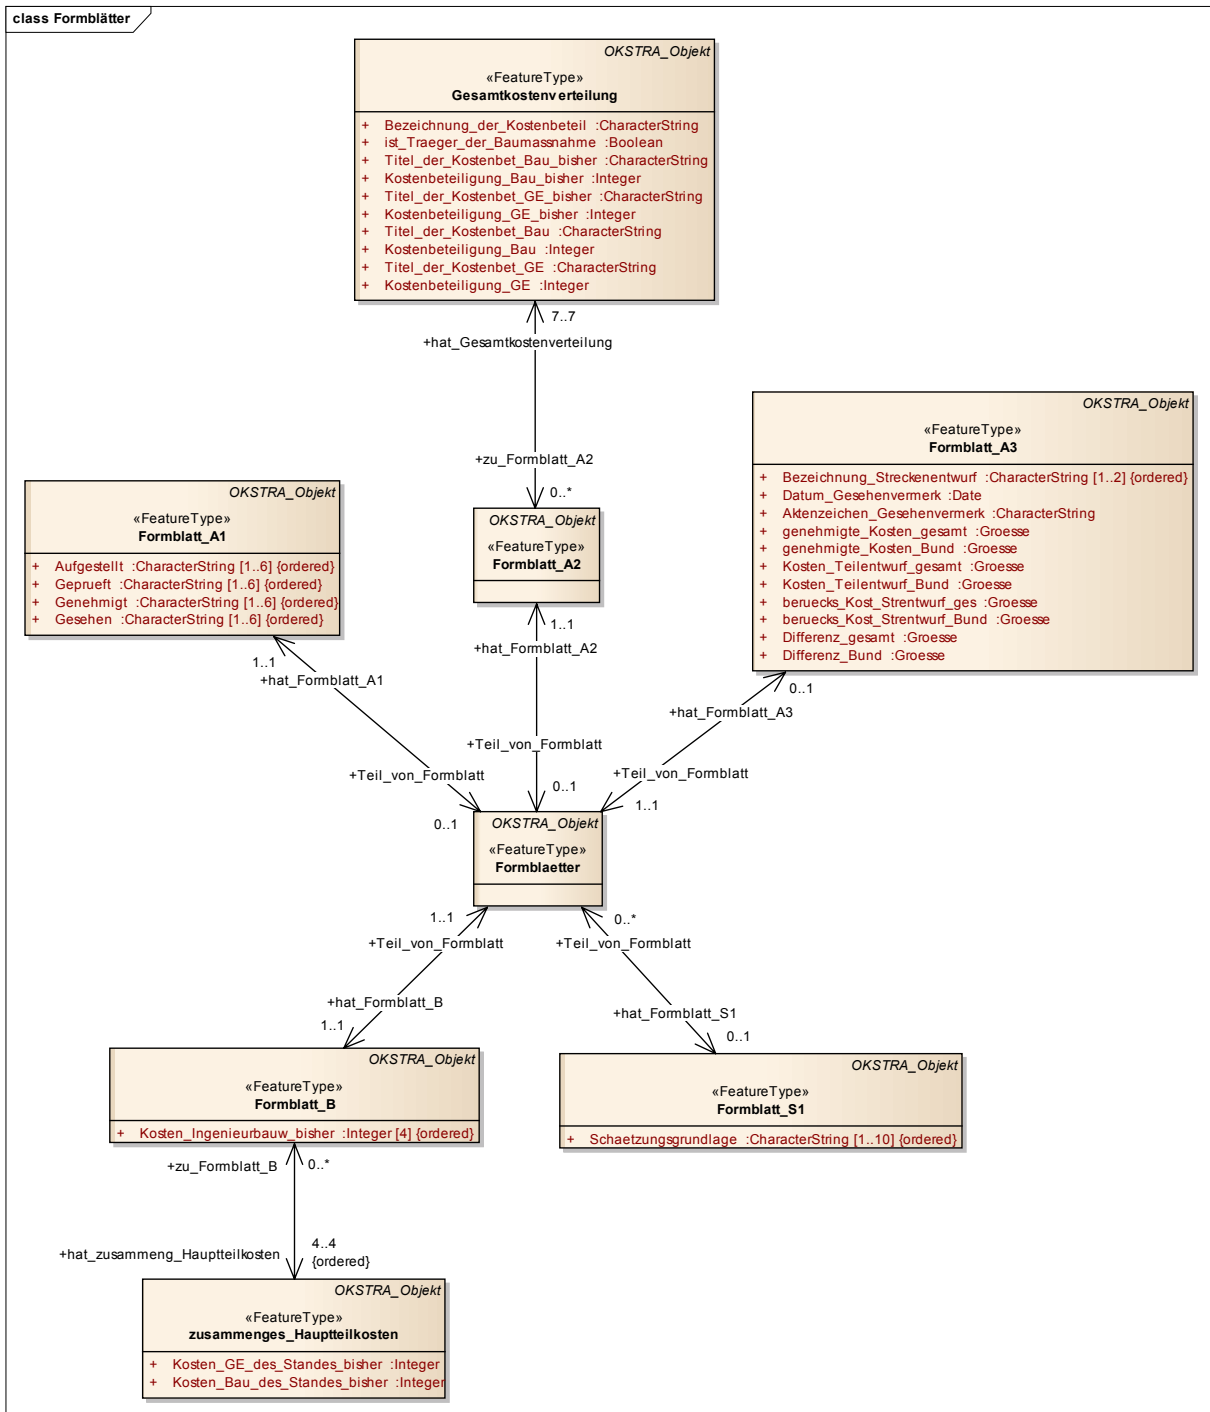 class Formblätter
OKSTRA_Objekt
«FeatureType»
Gesamtkostenverteilung
+ Bezeichnung_der_Kostenbeteil :CharacterString
+ ist_Traeger_der_Baumassnahme :Boolean
+ Titel_der_Kostenbet_Bau_bisher :CharacterString
+ Kostenbeteiligung_Bau_bisher :Integer
+ Titel_der_Kostenbet_GE_bisher :CharacterString
+ Kostenbeteiligung_GE_bisher :Integer
+ Titel_der_Kostenbet_Bau :CharacterString
+ Kostenbeteiligung_Bau :Integer
+ Titel_der_Kostenbet_GE :CharacterString
+ Kostenbeteiligung_GE :Integer
7..7
+hat_Gesamtkostenverteilung
+zu_Formblatt_A2
0..*
OKSTRA_Objekt
«FeatureType»
Formblatt_A3
+ Bezeichnung_Streckenentwurf :CharacterString [1..2] {ordered}
+ Datum_Gesehenvermerk :Date
+ Aktenzeichen_Gesehenvermerk :CharacterString
+ genehmigte_Kosten_gesamt :Groesse
+ genehmigte_Kosten_Bund :Groesse
+ Kosten_Teilentwurf_gesamt :Groesse
+ Kosten_Teilentwurf_Bund :Groesse
+ beruecks_Kost_Strentwurf_ges :Groesse
+ beruecks_Kost_Strentwurf_Bund :Groesse
+ Differenz_gesamt :Groesse
+ Differenz_Bund :Groesse
OKSTRA_Objekt
«FeatureType»
Formblatt_A1
+ Aufgestellt :CharacterString [1..6] {ordered}
+ Geprueft :CharacterString [1..6] {ordered}
+ Genehmigt :CharacterString [1..6] {ordered}
+ Gesehen :CharacterString [1..6] {ordered}
OKSTRA_Objekt
«FeatureType»
Formblatt_A2
1..1
+hat_Formblatt_A1
+Teil_von_Formblatt
0..1
1..1
+hat_Formblatt_A2
+Teil_von_Formblatt
0..1
0..1
+hat_Formblatt_A3
+Teil_von_Formblatt
1..1
OKSTRA_Objekt
«FeatureType»
Formblaetter
1..1
+Teil_von_Formblatt
+hat_Formblatt_B
1..1
0..*
+Teil_von_Formblatt
+hat_Formblatt_S1
0..1
OKSTRA_Objekt
«FeatureType»
Formblatt_B
+ Kosten_Ingenieurbauw_bisher :Integer [4] {ordered}
OKSTRA_Objekt
«FeatureType»
Formblatt_S1
+ Schaetzungsgrundlage :CharacterString [1..10] {ordered}
+zu_Formblatt_B
0..*
+hat_zusammeng_Hauptteilkosten
4..4
{ordered}
OKSTRA_Objekt
«FeatureType»
zusammenges_Hauptteilkosten
+ Kosten_GE_des_Standes_bisher :Integer
+ Kosten_Bau_des_Standes_bisher :Integer